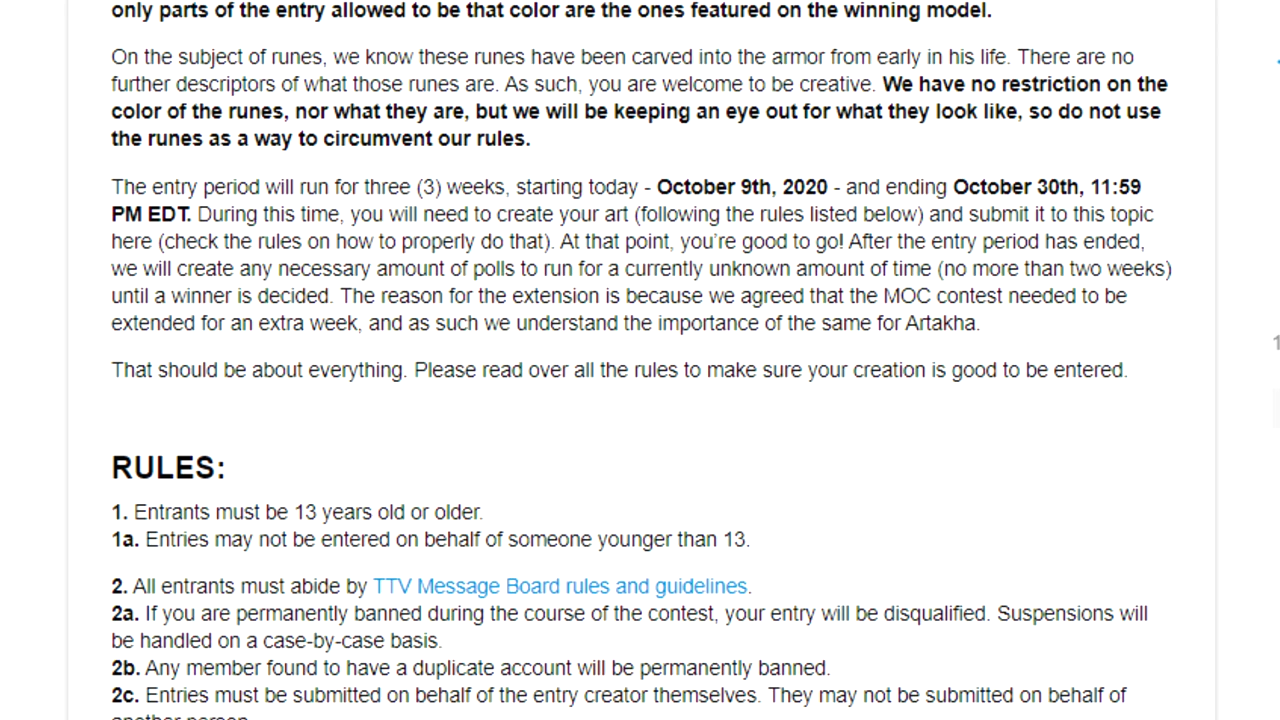 only parts of the entry allowed to be that color are the ones featured on the winning model.
On the subject of runes, we know these runes have been carved into the armor from early in his life. There are no
further descriptors of what those runes are. As such, you are welcome to be creative. We have no restriction on the
color of the runes, nor what they are, but we will be keeping an eye out for what they look like, so do not use
the runes as a way to circumvent our rules.
The entry period will run for three (3) weeks, starting today - October 9th, 2020 - and ending October 30th, 11:59
PM EDT. During this time, you will need to create your art (following the rules listed below) and submit it to this topic
here (check the rules on how to properly do that). At that point, you're good to go! After the entry period has ended,
we will create any necessary amount of polls to run for a currently unknown amount of time (no more than two weeks)
until a winner is decided. The reason for the extension is because we agreed that the MOC contest needed to be
extended for an extra week, and as such we understand the importance of the same for Artakha.
That should be about everything. Please read over all the rules to make sure your creation is good to be entered.
RULES:
1. Entrants must be 13 years old or older.
1a. Entries may not be entered on behalf of someone younger than 13.
2. All entrants must abide by TTV Message Board rules and guidelines.
2a. If you are permanently banned during the course of the contest, your entry will be disqualified. Suspensions will
be handled on a case-by-case basis.
2b. Any member found to have a duplicate account will be permanently banned.
2c. Entries must be submitted on behalf of the entry creator themselves. They may not be submitted on behalf of
another person.